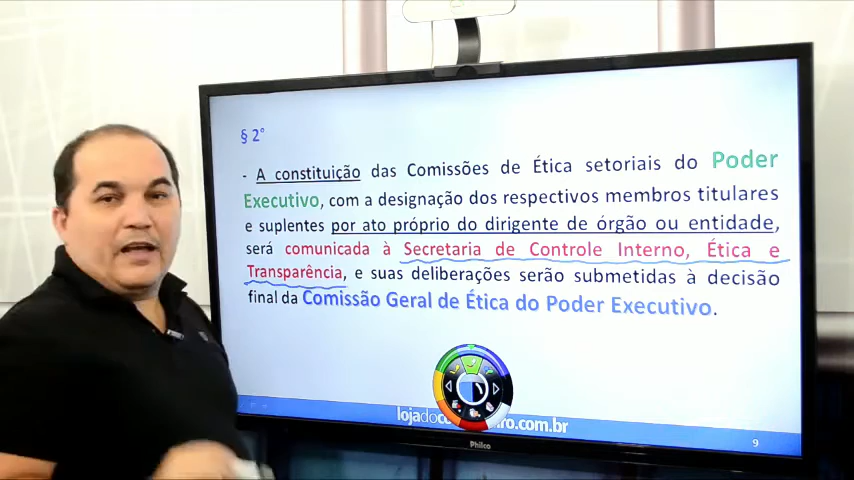 § 2°
- A constituição das Comissões de Ética setoriais do Poder
Executivo, com a designação dos respectivos membros titulares
e suplentes por ato próprio do dirigente de órgão ou entidade,
será comunicada à Secretaria de Controle Interno, Ética e
Transparência, e suas deliberações serão submetidas à decisão
final da Comissão Geral de Ética do Poder Executivo.
9
Philco